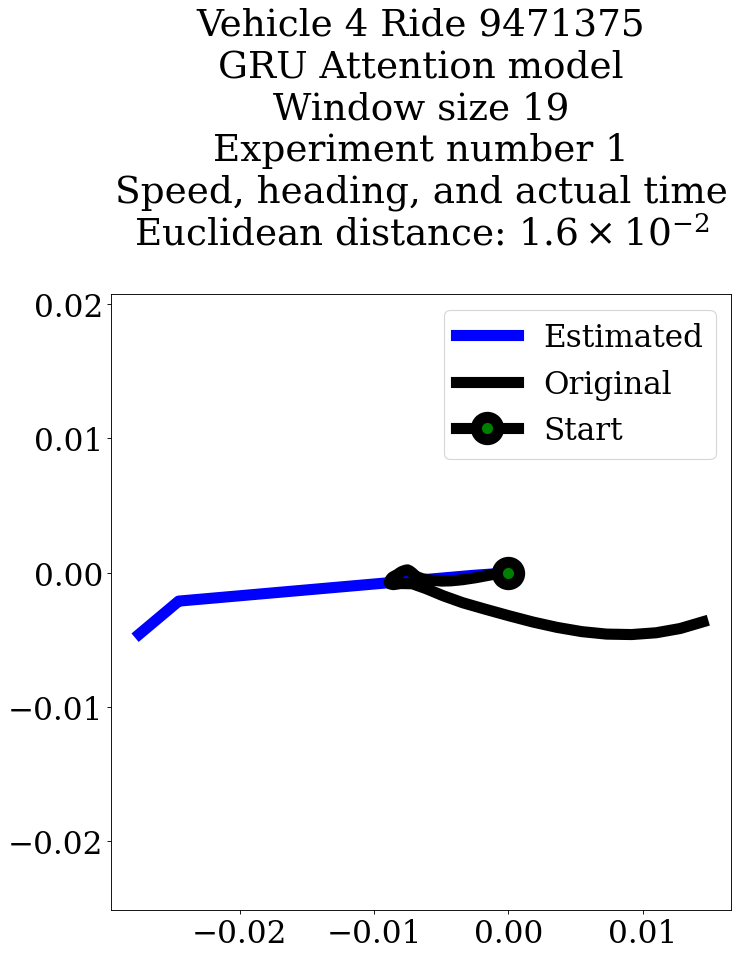 Vehicle 4 Ride 9471375
GRU Attention model
Window size 19
Experiment number 1
Speed, heading, and actual time
Euclidean distance: $1.6 \times 10^{-2}$
0.02
0.01
0.00
−0.01
−0.02
Estimated
Original
Start
−0.02 −0.01 0.00 0.01